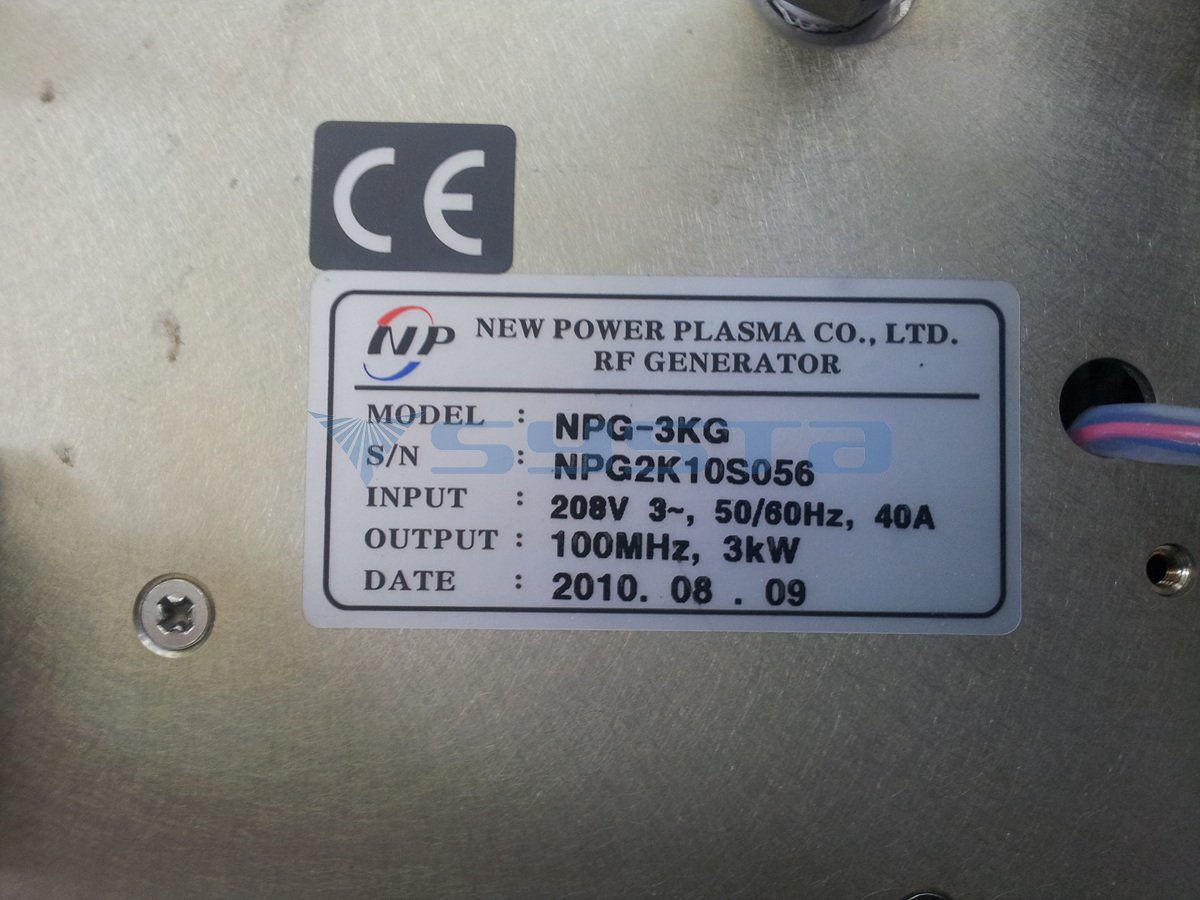 CE
NP NEW POWER PLASMA CO., LTD.
RF GENERATOR
MODEL : NPG-3KG
S/N : NPG2K10S056
INPUT : 208V 3~, 50/60Hz, 40A
OUTPUT : 100MHz, 3kW
DATE : 2010. 08 . 09
systa